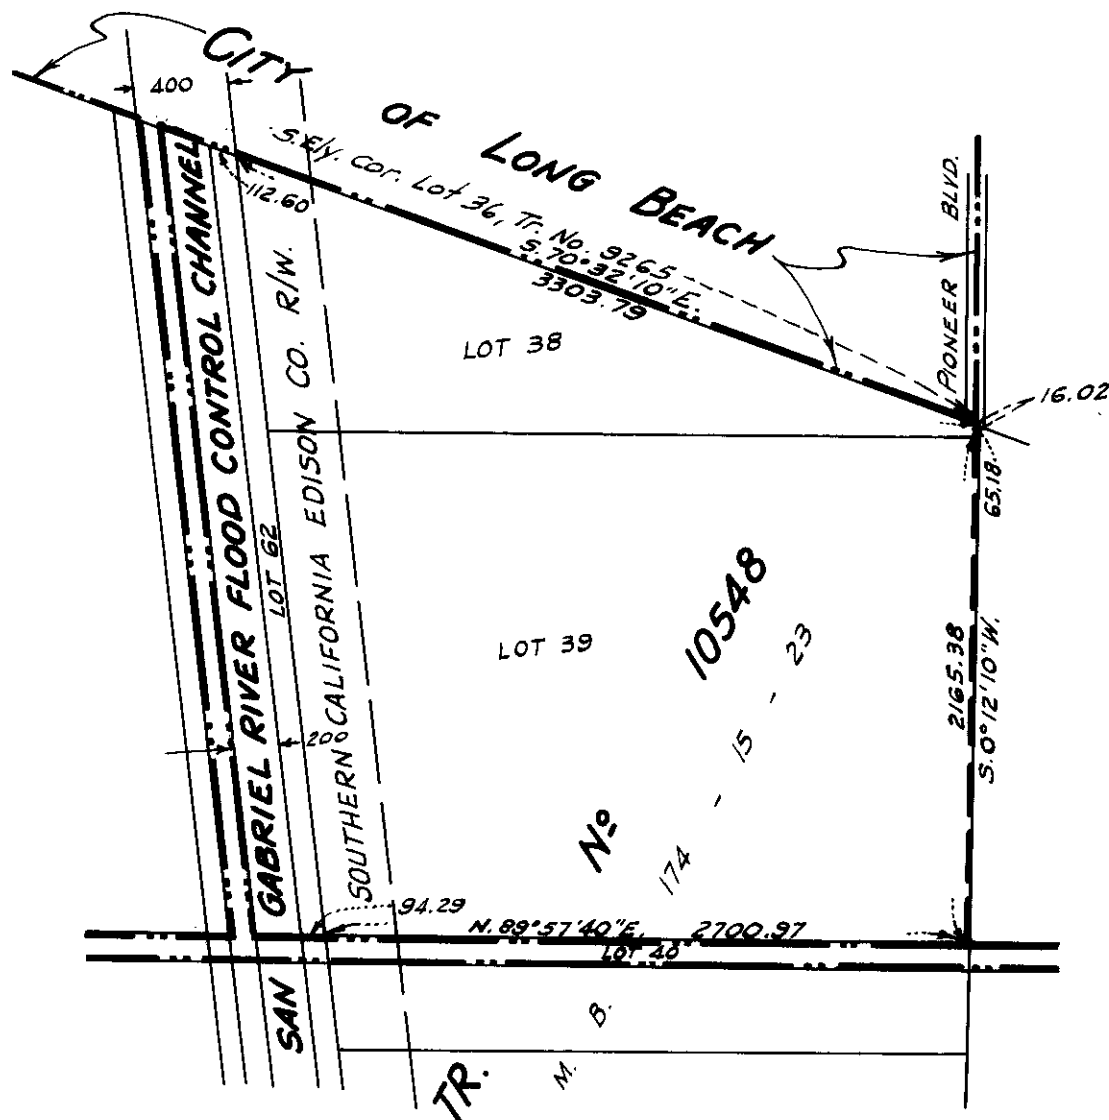 CITY OF LONG BEACH
400
S.Ely. Cor. Lot 36, Tr. No. 9265
S. 70°32'10" E.
3303.79
112.60
PIONEER BLVD.
16.02
65.18
LOT 38
SAN GABRIEL RIVER FLOOD CONTROL CHANNEL
LOT 62
SOUTHERN CALIFORNIA EDISON CO. R/W.
200
LOT 39
TR. Nº 10548
M. B. 174 - 15 - 23
2165.38
S. 0°12'10" W.
94.29
N. 89°57'40" E. 2700.97
LOT 40